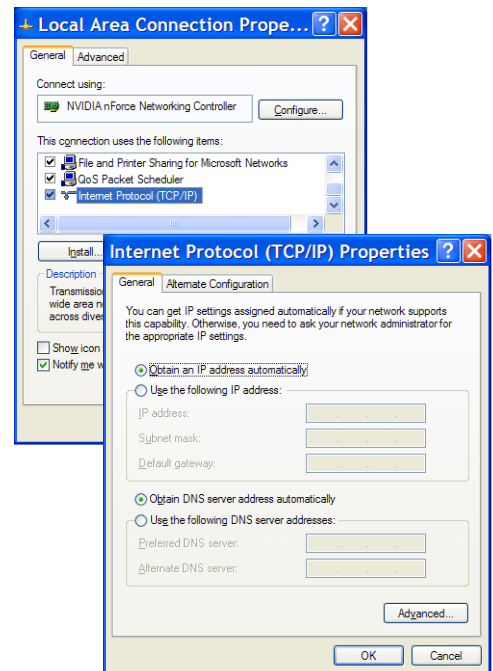 Local Area Connection Prope...
General Advanced
Connect using:
NVIDIA nForce Networking Controller Configure...
This connection uses the following items:
File and Printer Sharing for Microsoft Networks
QoS Packet Scheduler
Internet Protocol (TCP/IP)
Install...
Description
Transmission
wide area n
across diver
Show icon
Notify me w
Internet Protocol (TCP/IP) Properties
General Alternate Configuration
You can get IP settings assigned automatically if your network supports
this capability. Otherwise, you need to ask your network administrator for
the appropriate IP settings.
Obtain an IP address automatically
Use the following IP address:
IP address:
Subnet mask:
Default gateway:
Obtain DNS server address automatically
Use the following DNS server addresses:
Preferred DNS server:
Alternate DNS server:
Advanced...
OK Cancel